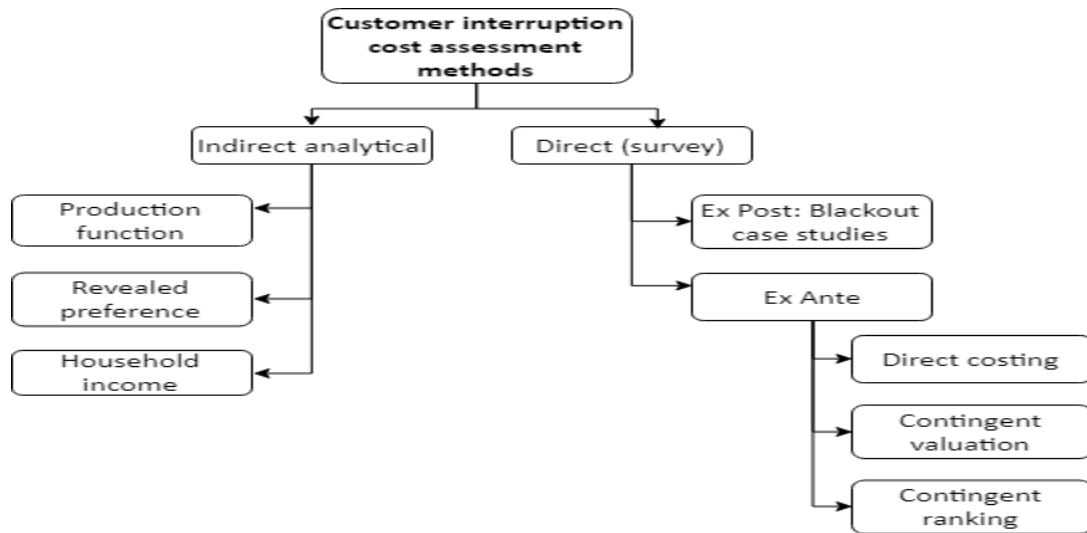 Customer interruption
cost assessment
methods
Indirect analytical
Direct (survey)
Production
function
Revealed
preference
Household
income
Ex Post: Blackout
case studies
Ex Ante
Direct costing
Contingent
valuation
Contingent
ranking